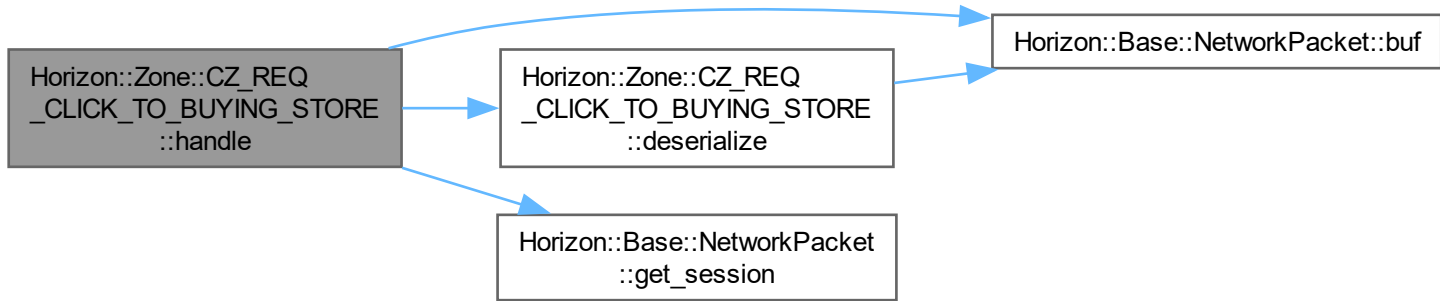 Horizon::Zone::CZ_REQ
_CLICK_TO_BUYING_STORE
::handle
Horizon::Zone::CZ_REQ
_CLICK_TO_BUYING_STORE
::deserialize
Horizon::Base::NetworkPacket::buf
Horizon::Base::NetworkPacket
::get_session